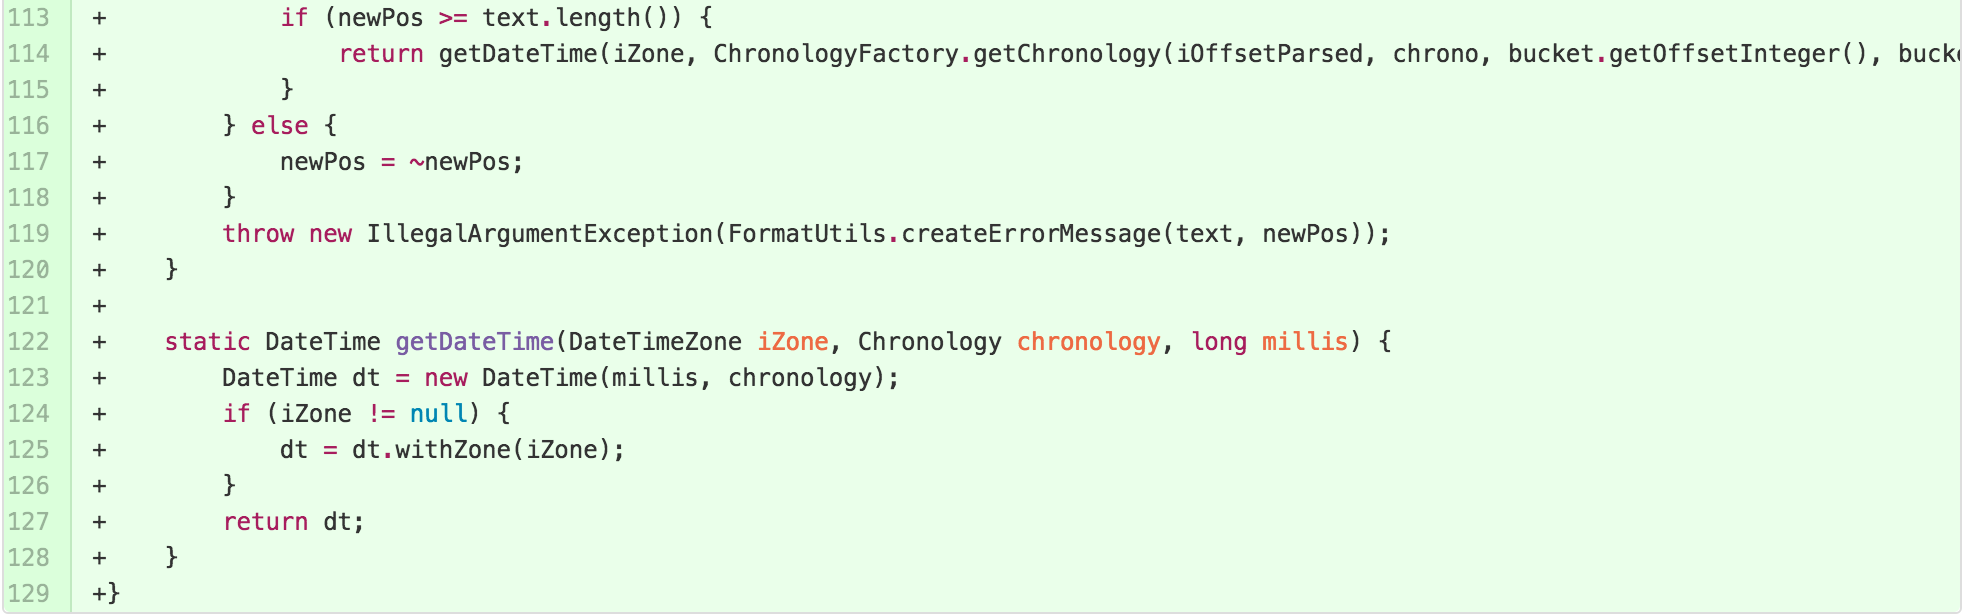 113 + if (newPos >= text.length()) {
114 + return getDateTime(iZone, ChronologyFactory.getChronology(iOffsetParsed, chrono, bucket.getOffsetInteger(),
115 + }
116 + } else {
117 + newPos = ~newPos;
118 + }
119 + throw new IllegalArgumentException(FormatUtils.createErrorMessage(text, newPos));
120 + }
121 +
122 + static DateTime getDateTime(DateTimeZone iZone, Chronology chronology, long millis) {
123 + DateTime dt = new DateTime(millis, chronology);
124 + if (iZone != null) {
125 + dt = dt.withZone(iZone);
126 + }
127 + return dt;
128 + }
129 +}